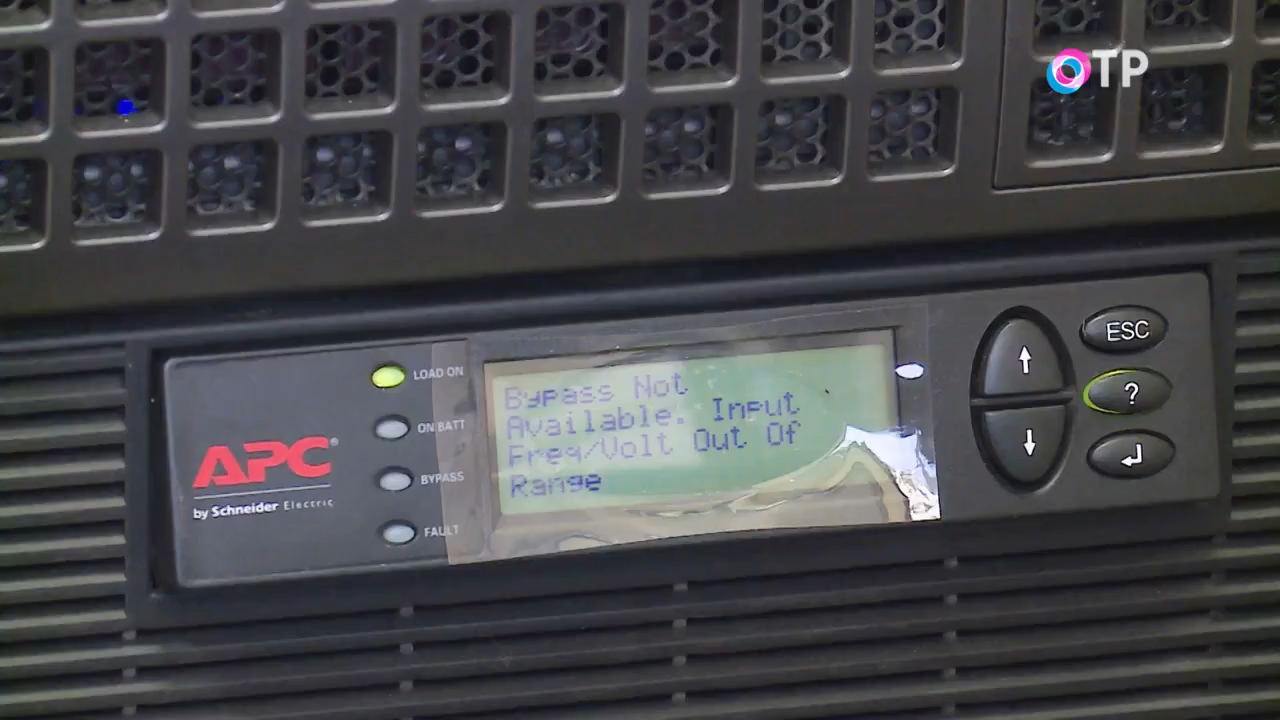 OTP
LOAD ON
ON BATT
BYPASS
FAULT
APC®
by Schneider Electric
Bypass Not
Available. Input
Freq/Volt Out Of
Range
ESC
?